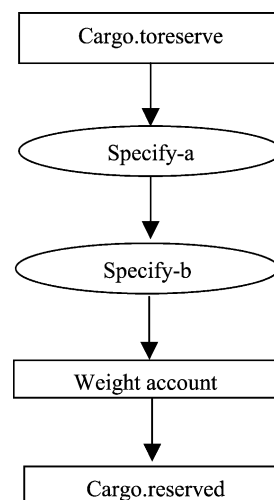 Cargo.toreserve
Specify-a
Specify-b
Weight account
Cargo.reserved